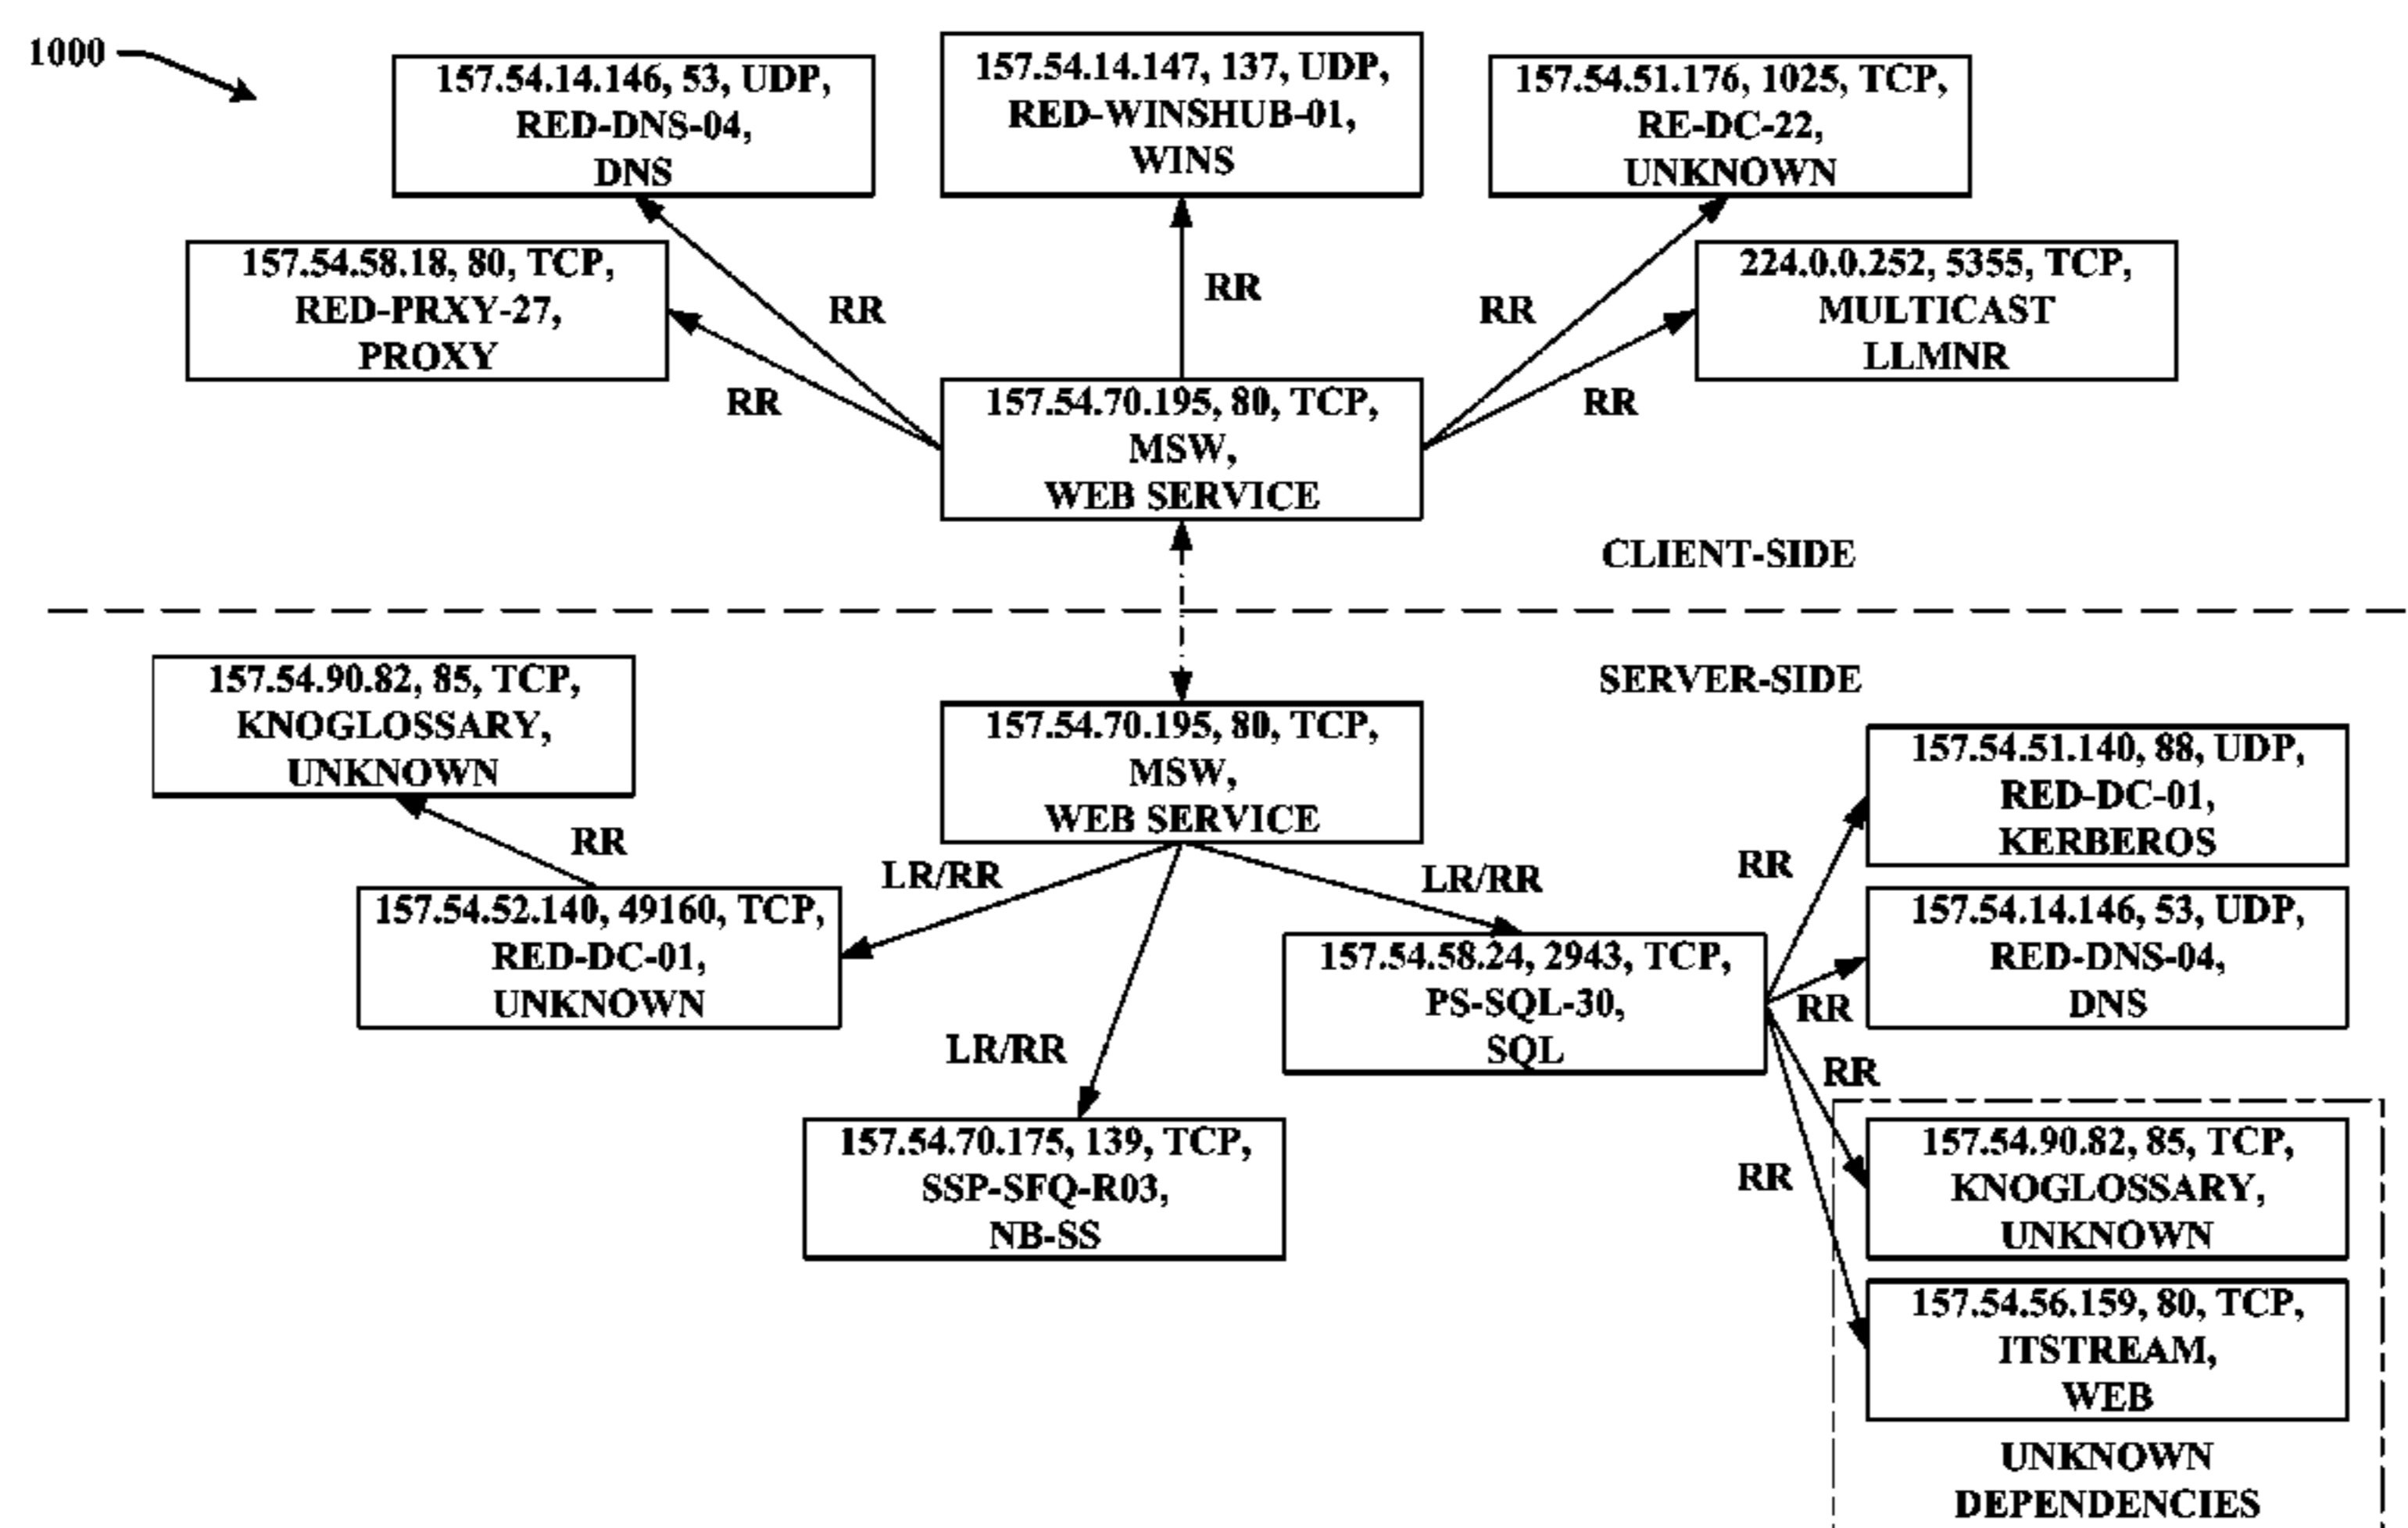 1000
157.54.14.146, 53, UDP,
RED-DNS-04,
DNS
157.54.14.147, 137, UDP,
RED-WINSHUB-01,
WINS
157.54.51.176, 1025, TCP,
RE-DC-22,
UNKNOWN
157.54.58.18, 80, TCP,
RED-PRXY-27,
PROXY
224.0.0.252, 5355, TCP,
MULTICAST
LLMNR
RR
RR
RR
RR
RR
157.54.70.195, 80, TCP,
MSW,
WEB SERVICE
CLIENT-SIDE
SERVER-SIDE
157.54.90.82, 85, TCP,
KNOGLOSSARY,
UNKNOWN
157.54.70.195, 80, TCP,
MSW,
WEB SERVICE
157.54.51.140, 88, UDP,
RED-DC-01,
KERBEROS
RR
LR/RR
LR/RR
RR
157.54.52.140, 49160, TCP,
RED-DC-01,
UNKNOWN
157.54.58.24, 2943, TCP,
PS-SQL-30,
SQL
157.54.14.146, 53, UDP,
RED-DNS-04,
DNS
RR
LR/RR
RR
157.54.70.175, 139, TCP,
SSP-SFQ-R03,
NB-SS
RR
157.54.90.82, 85, TCP,
KNOGLOSSARY,
UNKNOWN
157.54.56.159, 80, TCP,
ITSTREAM,
WEB
UNKNOWN
DEPENDENCIES